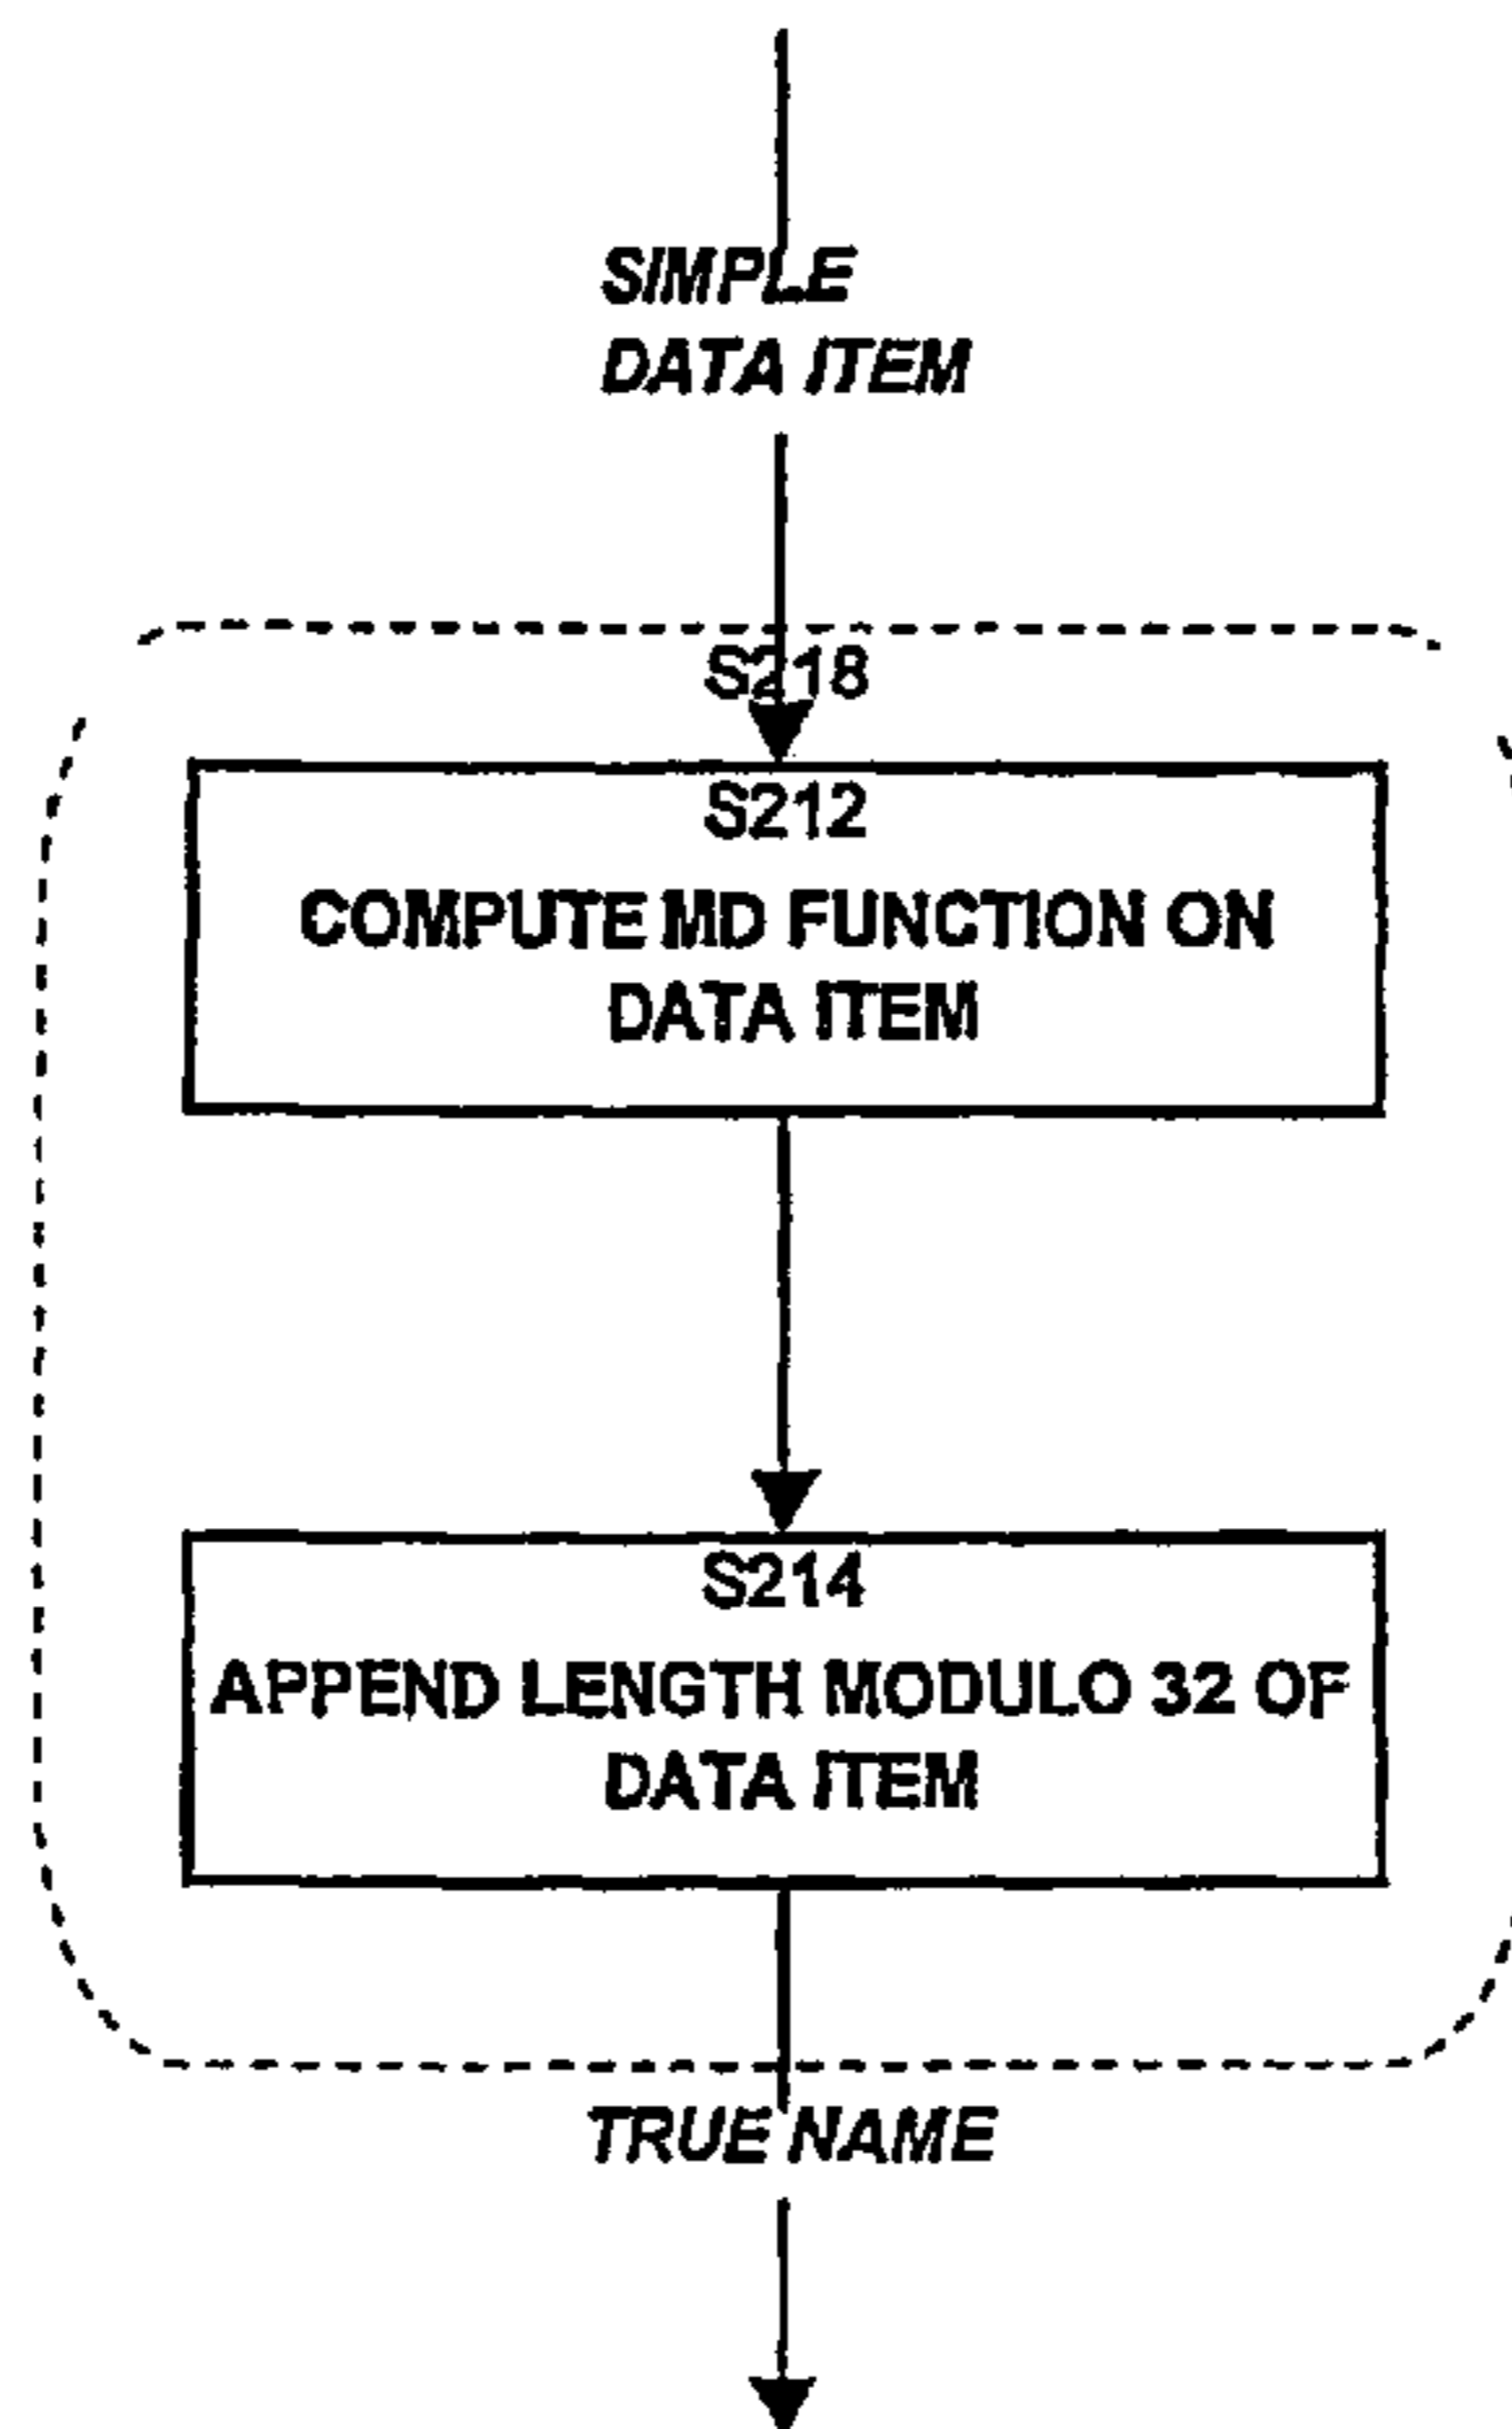 SIMPLE
DATA ITEM
S218
S212
COMPUTE MD FUNCTION ON
DATA ITEM
S214
APPEND LENGTH MODULO 32 OF
DATA ITEM
TRUE NAME